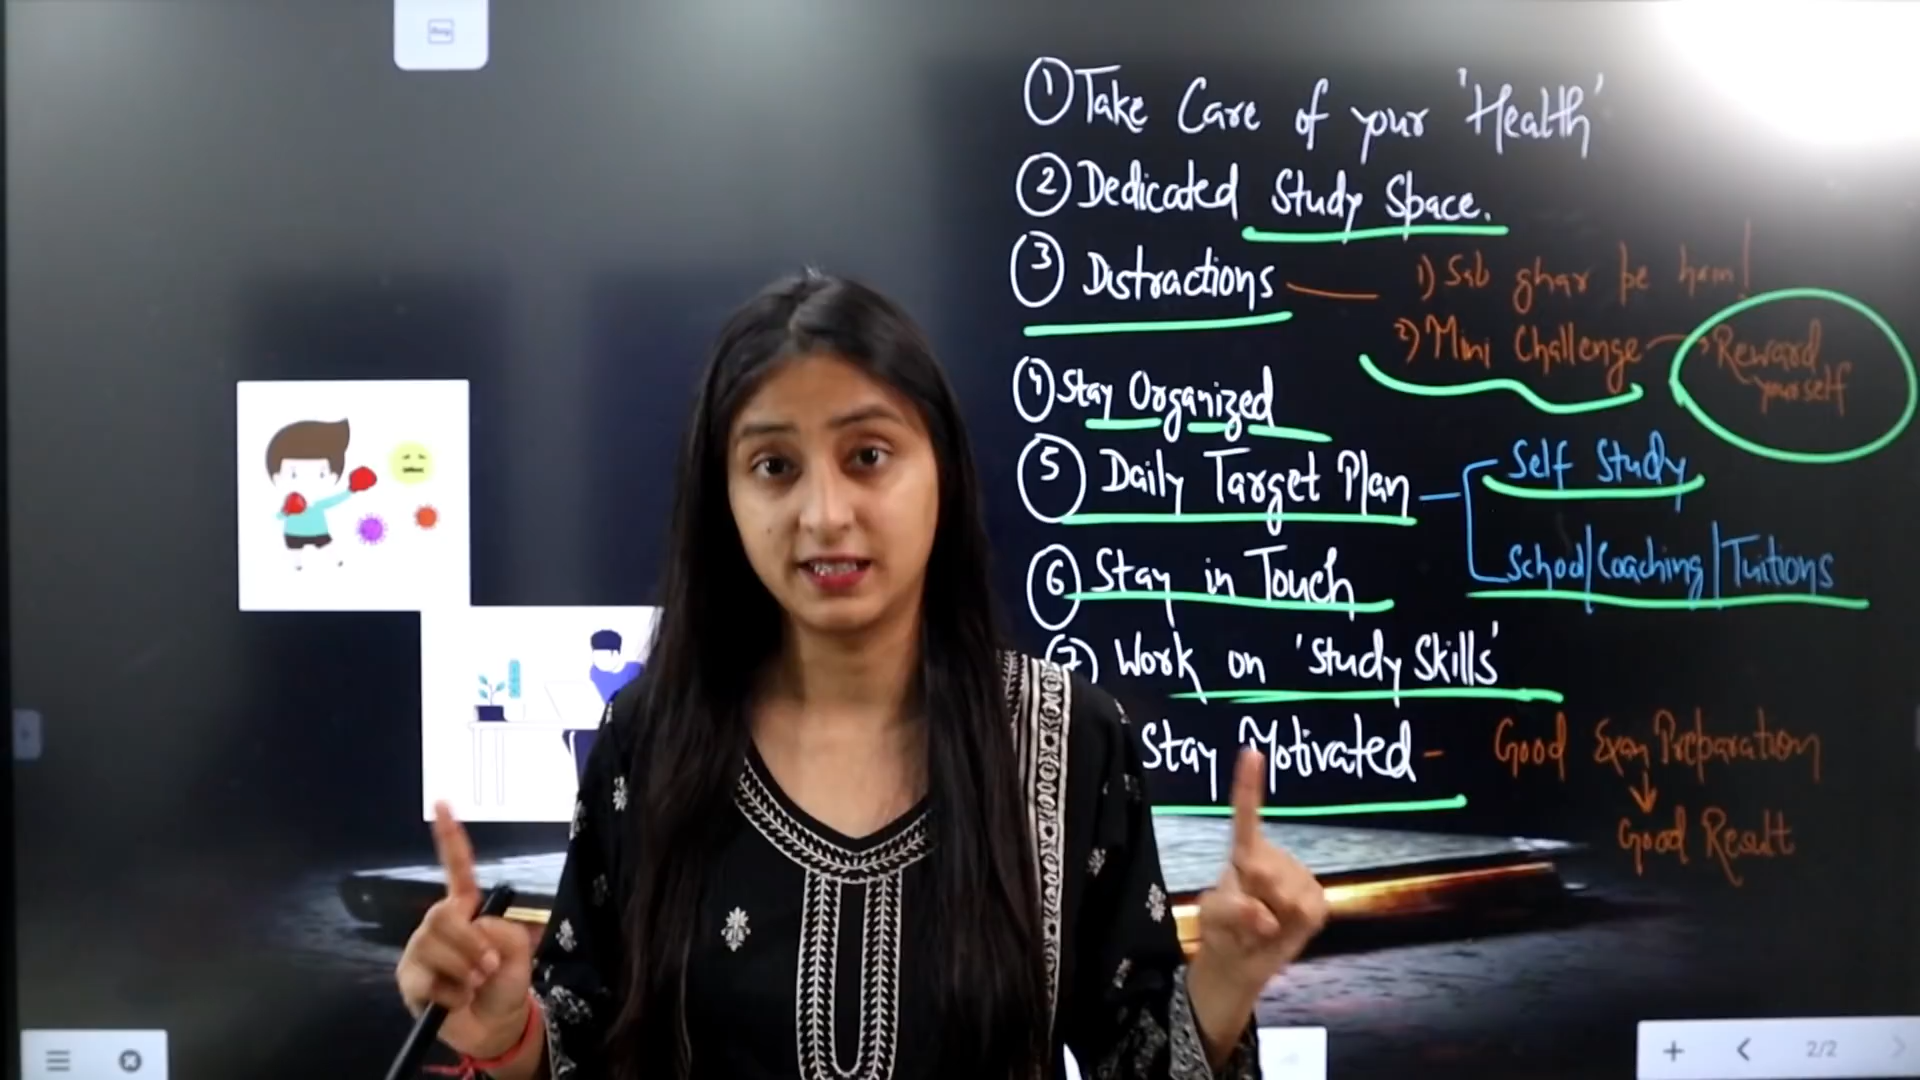 ① Take Care of your 'Health'
② Dedicated Study Space.
③ Distractions
1) Sab ghar pe ham!
2) Mini Challenge → Reward yourself
④ Stay Organized
⑤ Daily Target Plan
Self Study
School/Coaching/Tuitions
⑥ Stay in Touch
⑦ Work on 'Study Skills'
Stay Motivated - Good Exam Preparation
↓
Good Result
2/2